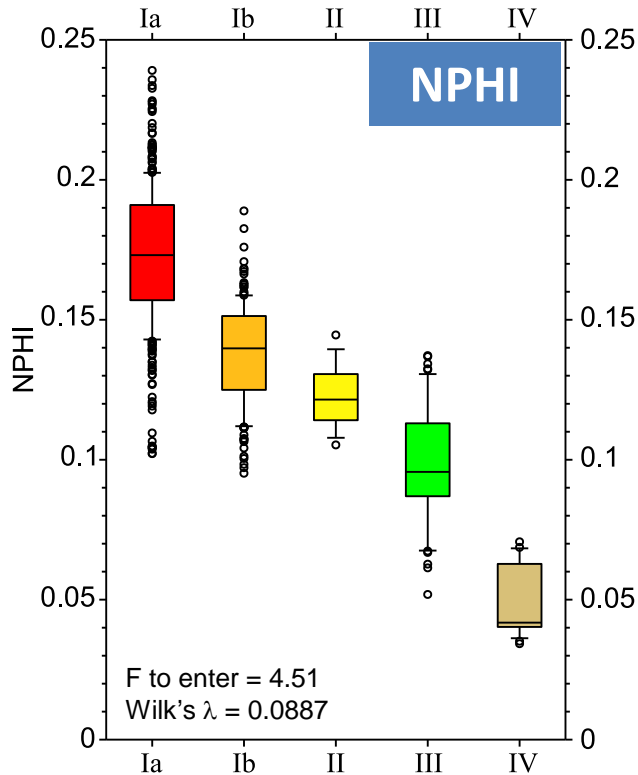 Ia Ib II III IV
0.25 0.25
NPHI
0.2 0.2
0.15 0.15
NPHI
0.1 0.1
0.05 0.05
F to enter = 4.51
Wilk's λ = 0.0887
0 0
Ia Ib II III IV